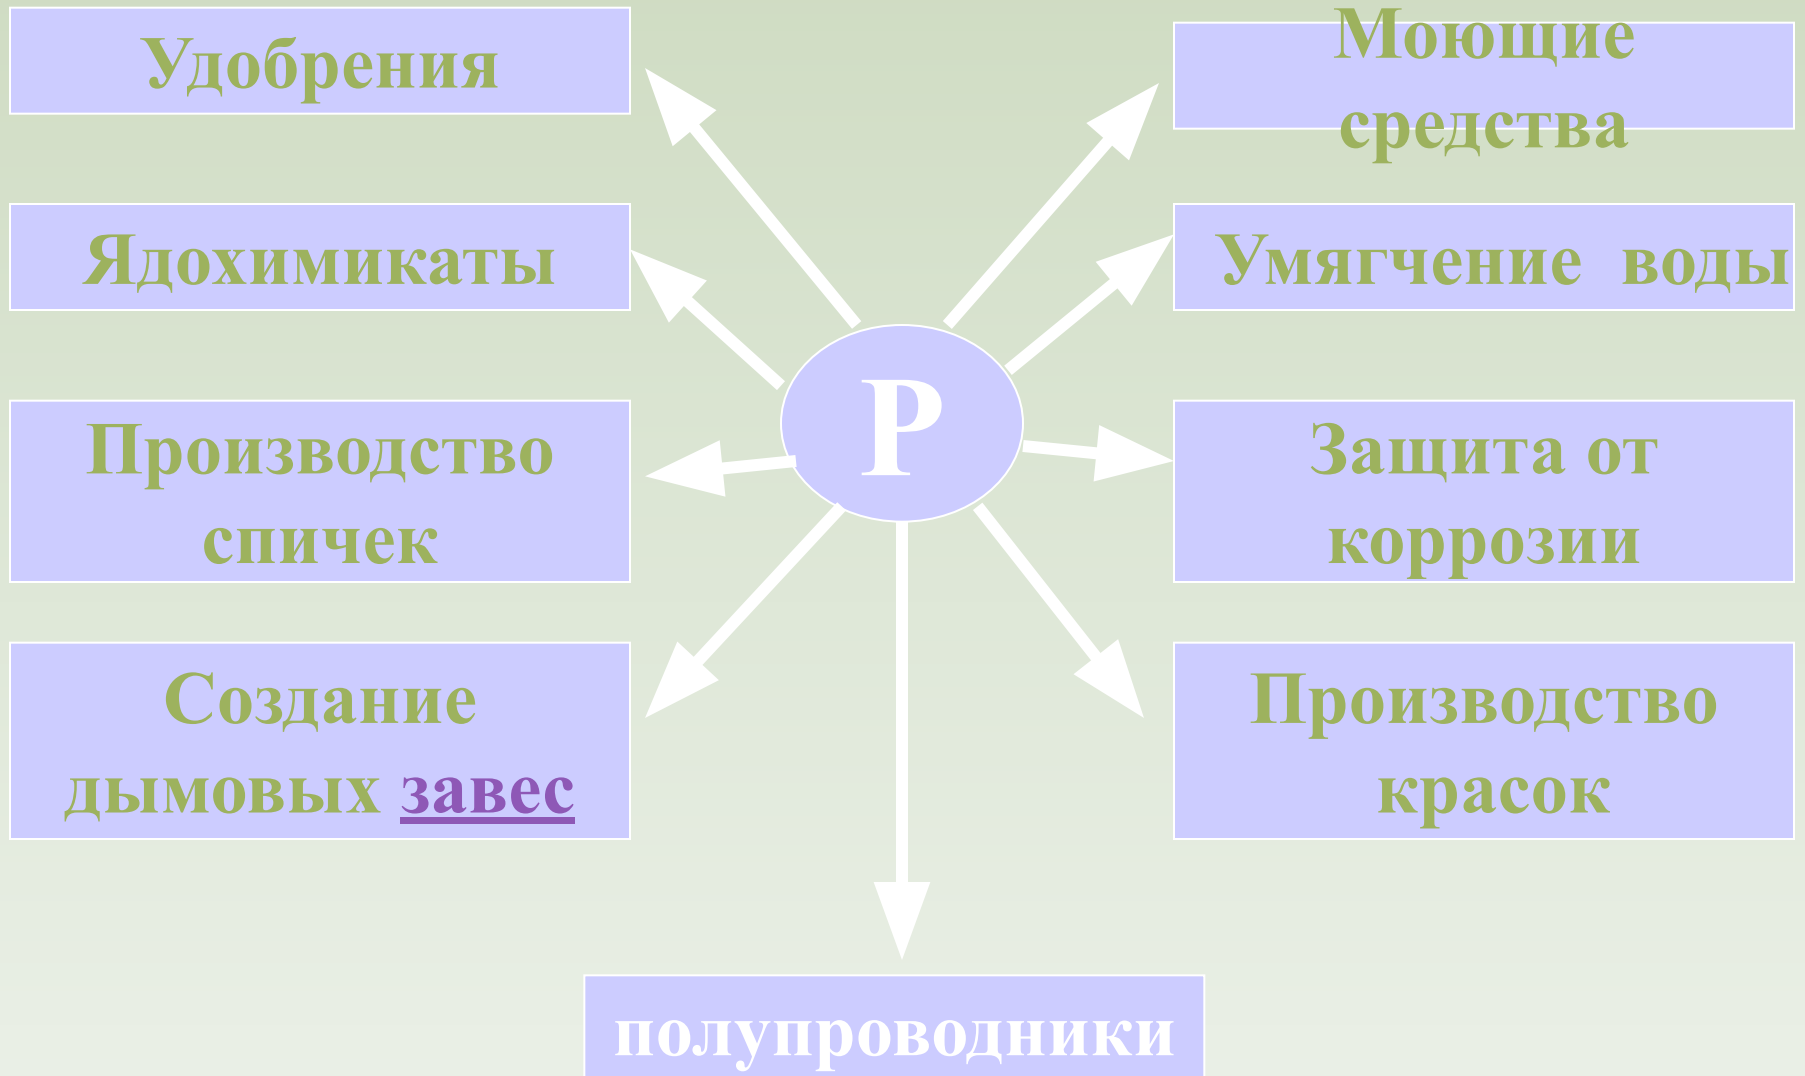 Удобрения
Моющие
средства
Ядохимикаты
Умягчение воды
Р
Производство
спичек
Защита от
коррозии
Создание
дымовых завес
Производство
красок
полупроводники